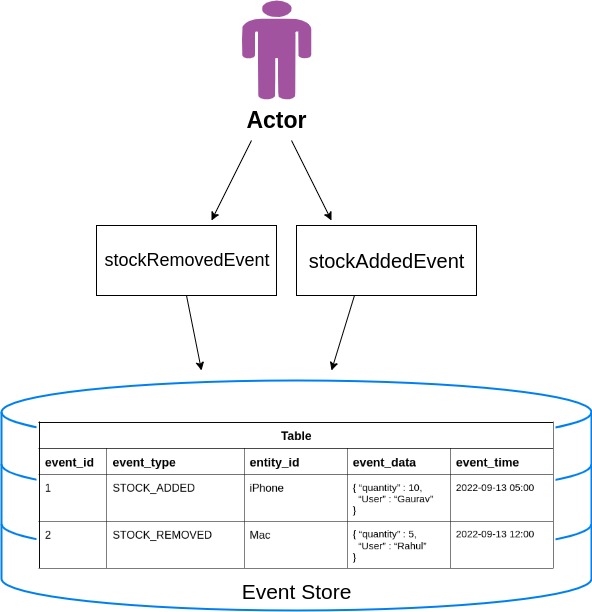 Actor
stockRemovedEvent
stockAddedEvent
Table
event_id event_type entity_id event_data event_time
1 STOCK_ADDED iPhone { “quantity” : 10, 2022-09-13 05:00
“User” : “Gaurav”
}
2 STOCK_REMOVED Mac { “quantity” : 5, 2022-09-13 12:00
“User” : “Rahul”
}
Event Store